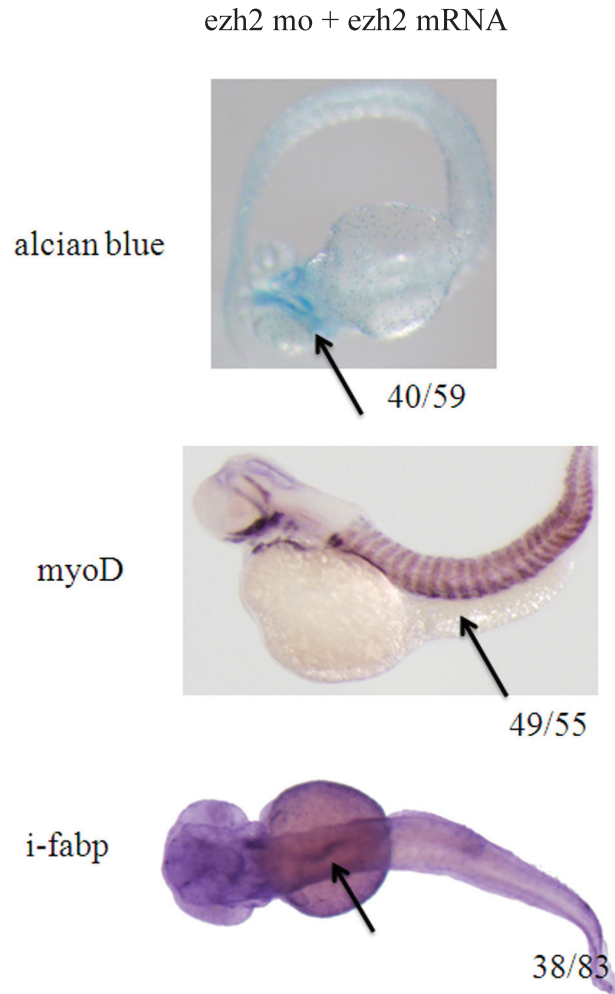 ezh2 mo + ezh2 mRNA
alcian blue
40/59
myoD
49/55
i-fabp
38/83